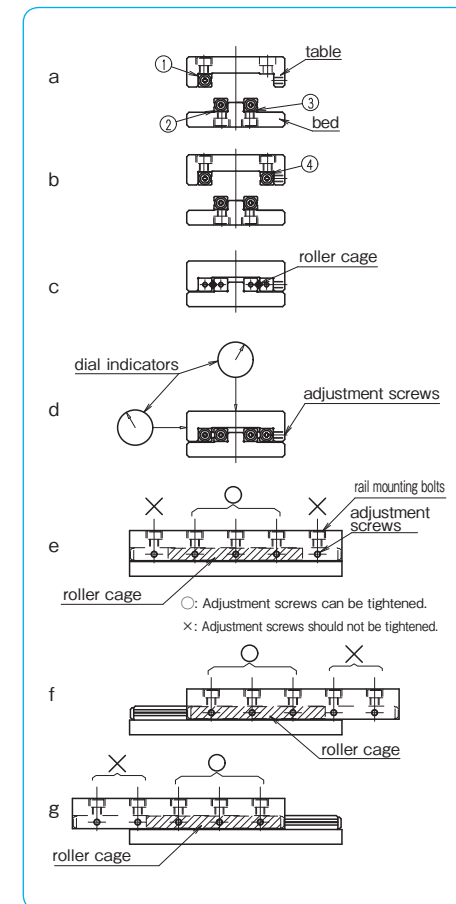 a
①
table
②
③
bed
b
④
c
roller cage
d
dial indicators
adjustment screws
e
×
○
×
rail mounting bolts
adjustment
screws
roller cage
○: Adjustment screws can be tightened.
×: Adjustment screws should not be tightened.
f
○
×
roller cage
g
×
○
roller cage